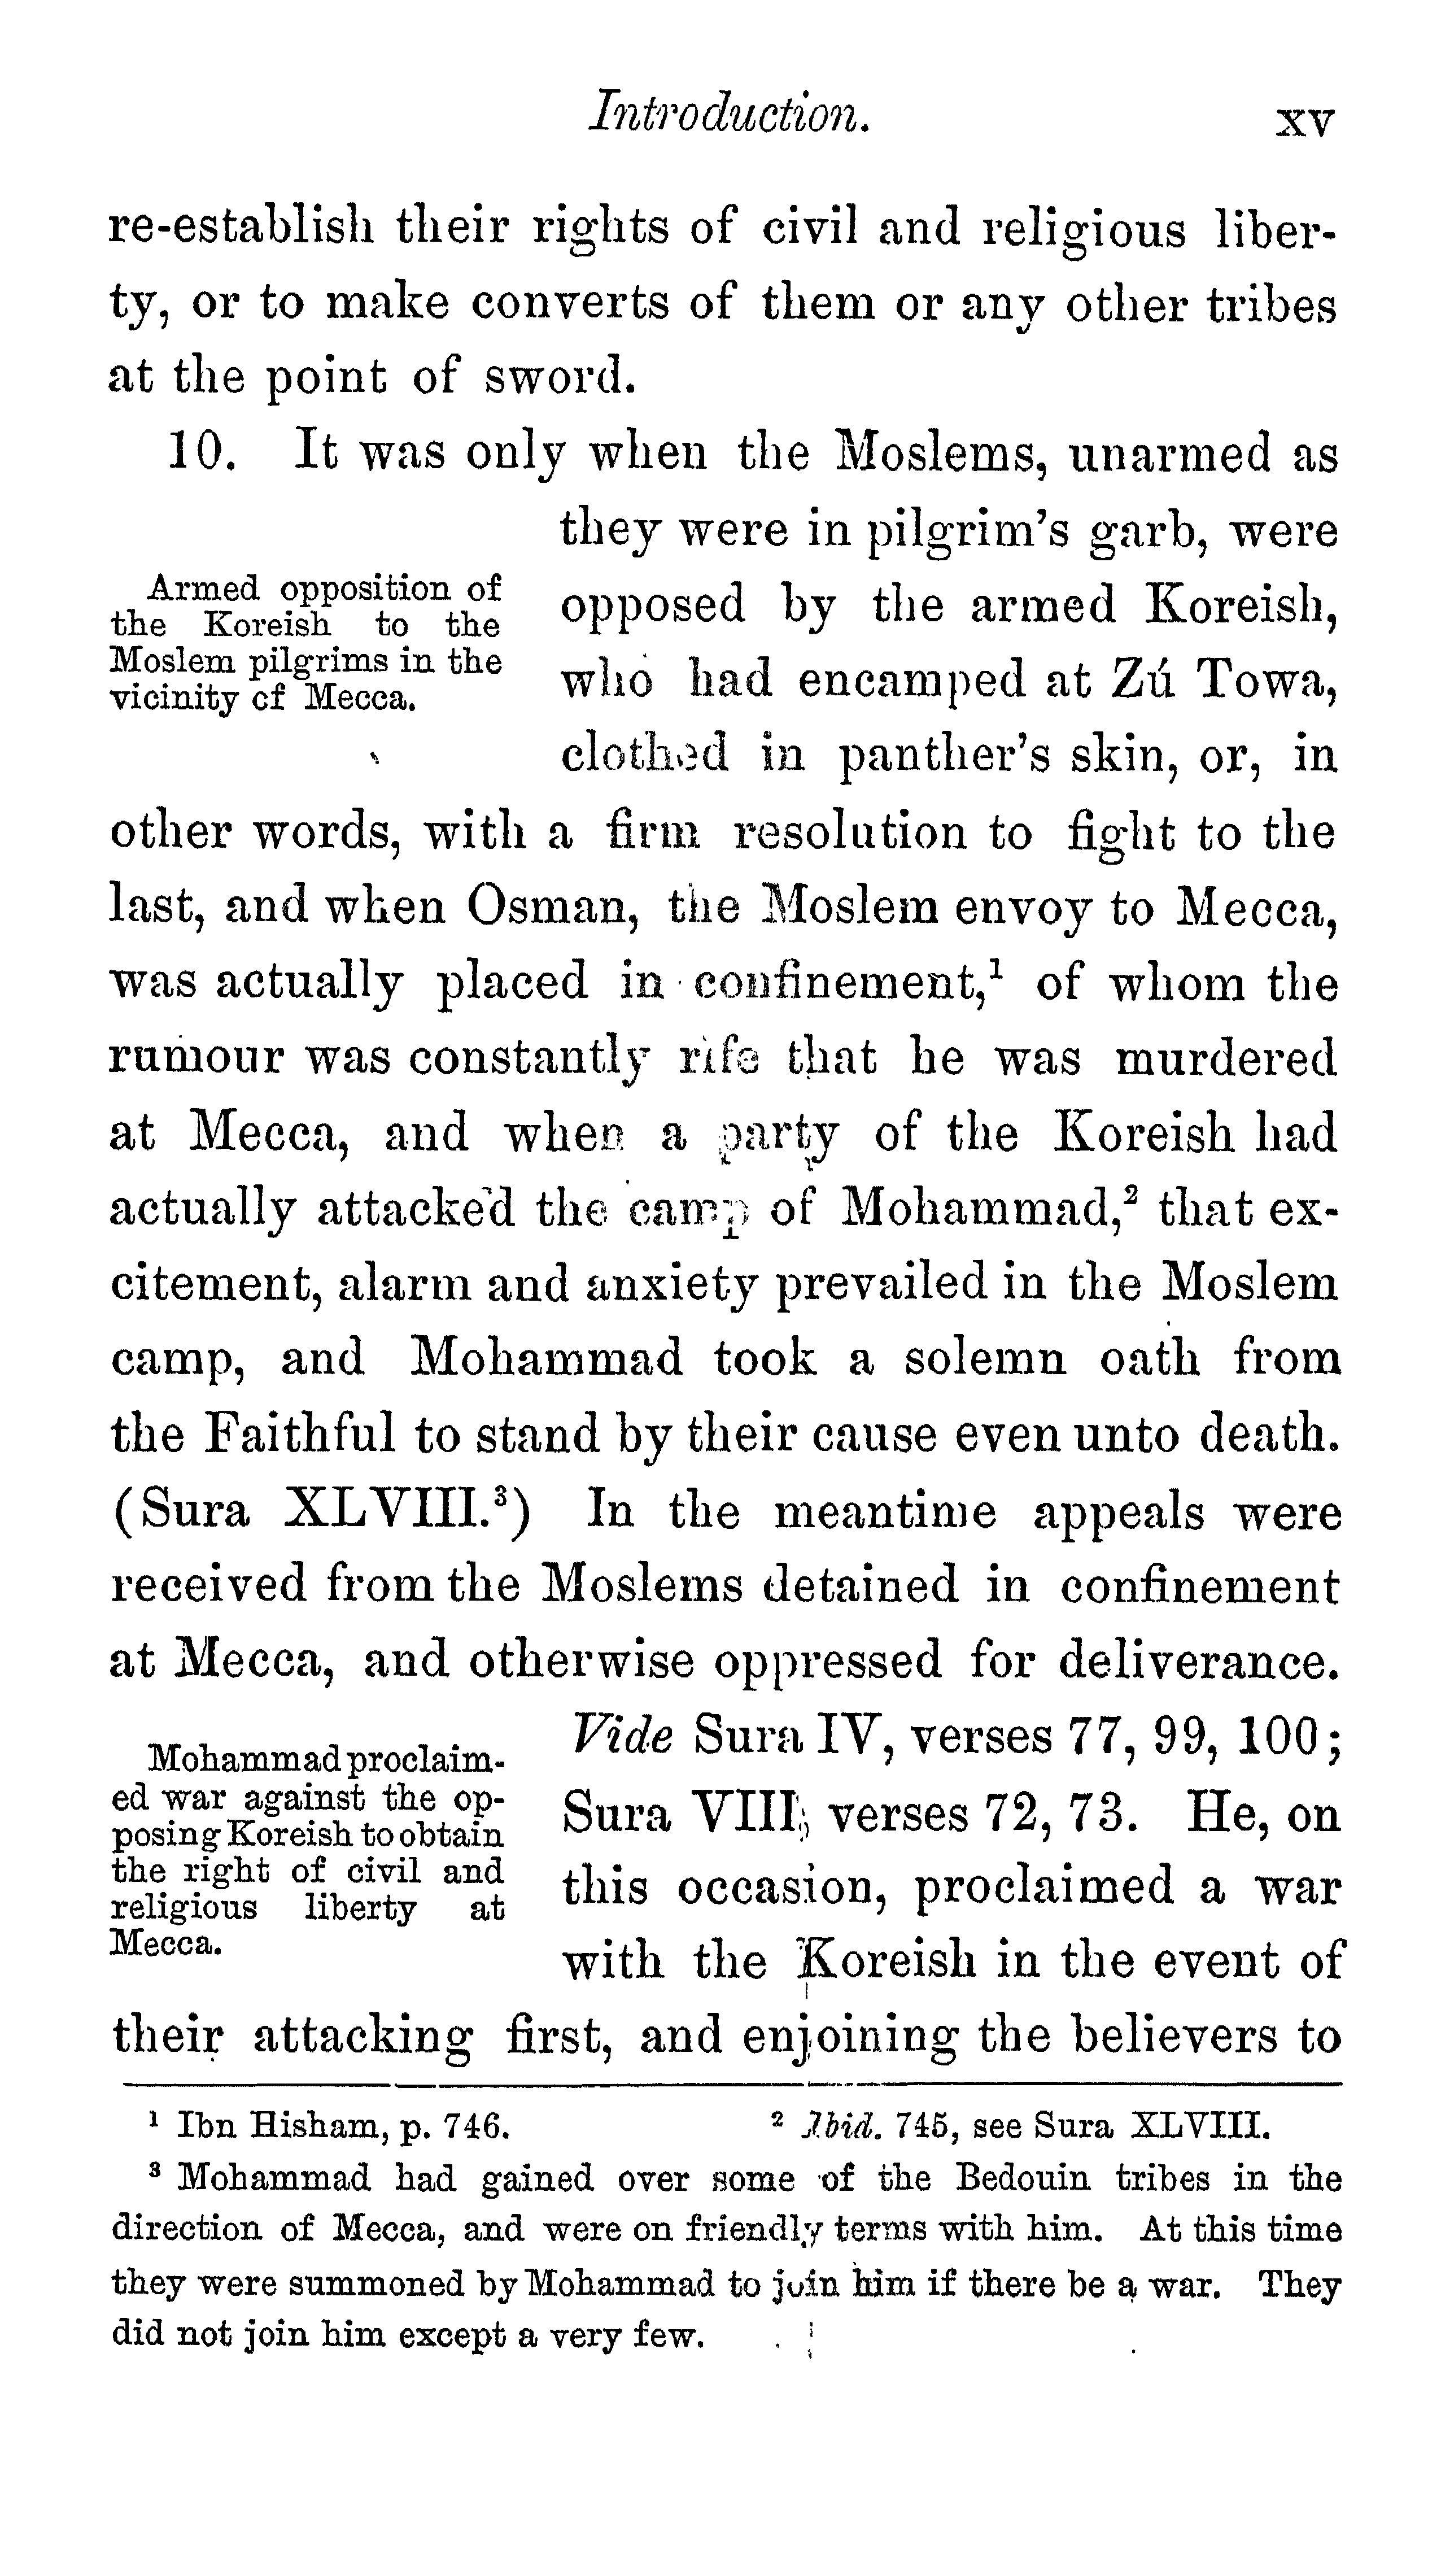 Introduction. xv
re-establish their rights of civil and religious liber-
ty, or to make converts of them or any other tribes
at the point of sword.
10. It was only when the Moslems, unarmed as
they were in pilgrim's garb, were
Armed opposition of
the Koreish to the
Moslem pilgrims in the
vicinity of Mecca.
opposed by the armed Koreish,
who had encamped at Zú Towa,
clothed in panther's skin, or, in
other words, with a firm resolution to fight to the
last, and when Osman, the Moslem envoy to Mecca,
was actually placed in confinement,¹ of whom the
rumour was constantly rife that he was murdered
at Mecca, and when a party of the Koreish had
actually attacked the camp of Mohammad,² that ex-
citement, alarm and anxiety prevailed in the Moslem
camp, and Mohammad took a solemn oath from
the Faithful to stand by their cause even unto death.
(Sura XLVIII.³) In the meantime appeals were
received from the Moslems detained in confinement
at Mecca, and otherwise oppressed for deliverance.
Mohammad proclaim-
ed war against the op-
posing Koreish to obtain
the right of civil and
religious liberty at
Mecca.
Vide Sura IV, verses 77, 99, 100;
Sura VIII, verses 72, 73. He, on
this occasion, proclaimed a war
with the Koreish in the event of
their attacking first, and enjoining the believers to
¹ Ibn Hisham, p. 746. ² Ibid. 745, see Sura XLVIII.
³ Mohammad had gained over some of the Bedouin tribes in the
direction of Mecca, and were on friendly terms with him. At this time
they were summoned by Mohammad to join him if there be a war. They
did not join him except a very few.